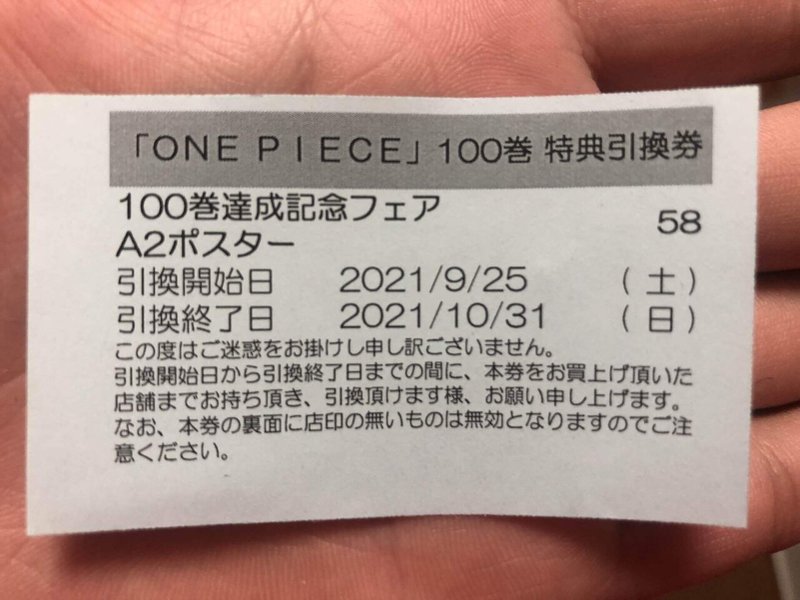 「ONE PIECE」100巻 特典引換券
100巻達成記念フェア
58
A2ポスター
引換開始日 2021/9/25 (土)
引換終了日 2021/10/31 (日)
この度はご迷惑をお掛けし申し訳ございません。
引換開始日から引換終了日までの間に、本券をお買上げ頂いた
店舗までお持ち頂き、引換頂けます様、お願い申し上げます。
なお、本券の裏面に店印の無いものは無効となりますのでご注
意ください。